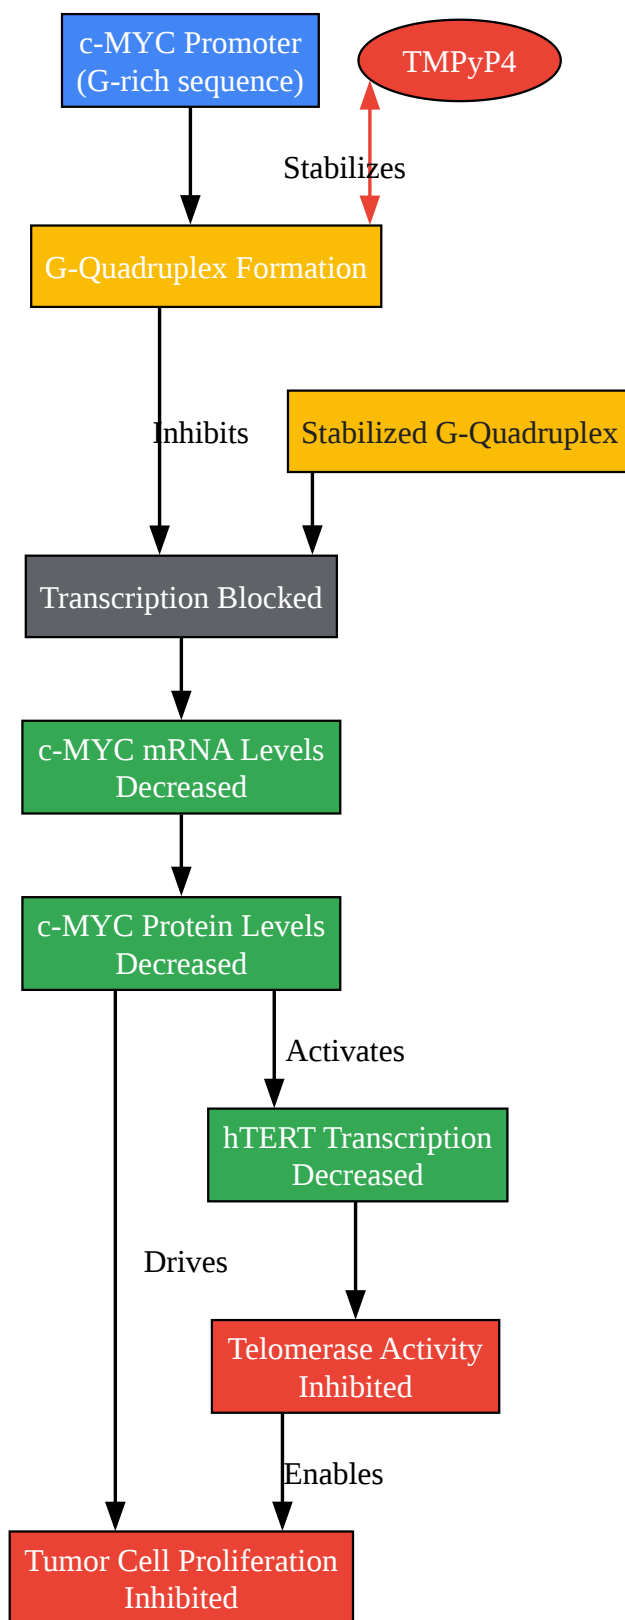 c-MYC Promoter
(G-rich sequence)
TMPyP4
Stabilizes
G-Quadruplex Formation
Inhibits
Stabilized G-Quadruplex
Transcription Blocked
c-MYC mRNA Levels
Decreased
c-MYC Protein Levels
Decreased
Activates
hTERT Transcription
Decreased
Drives
Telomerase Activity
Inhibited
Enables
Tumor Cell Proliferation
Inhibited